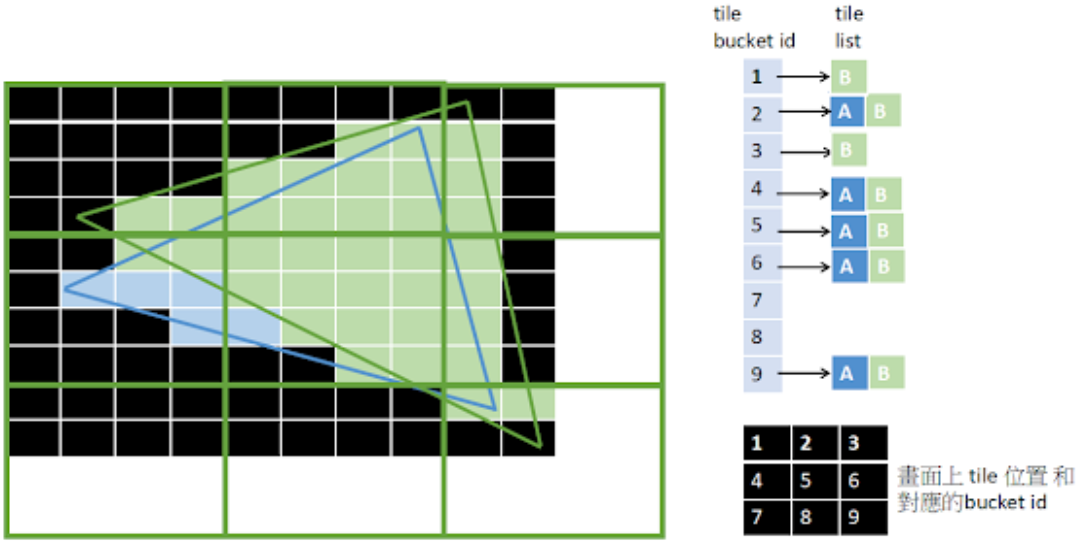 tile tile
bucket id list
1 B
2 A B
3 B
4 A B
5 A B
6 A B
7
8
9 A B
1 2 3
4 5 6
7 8 9
畫面上 tile 位置 和
對應的bucket id